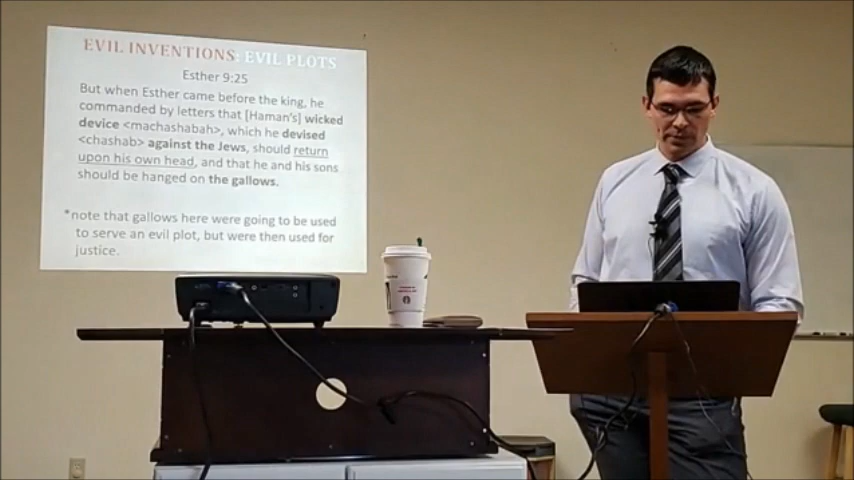 EVIL INVENTIONS: EVIL PLOTS
Esther 9:25
But when Esther came before the king, he
commanded by letters that [Haman's] wicked
device <machashabah>, which he devised
<chashab> against the Jews, should return
upon his own head, and that he and his sons
should be hanged on the gallows.
*note that gallows here were going to be used
to serve an evil plot, but were then used for
justice.